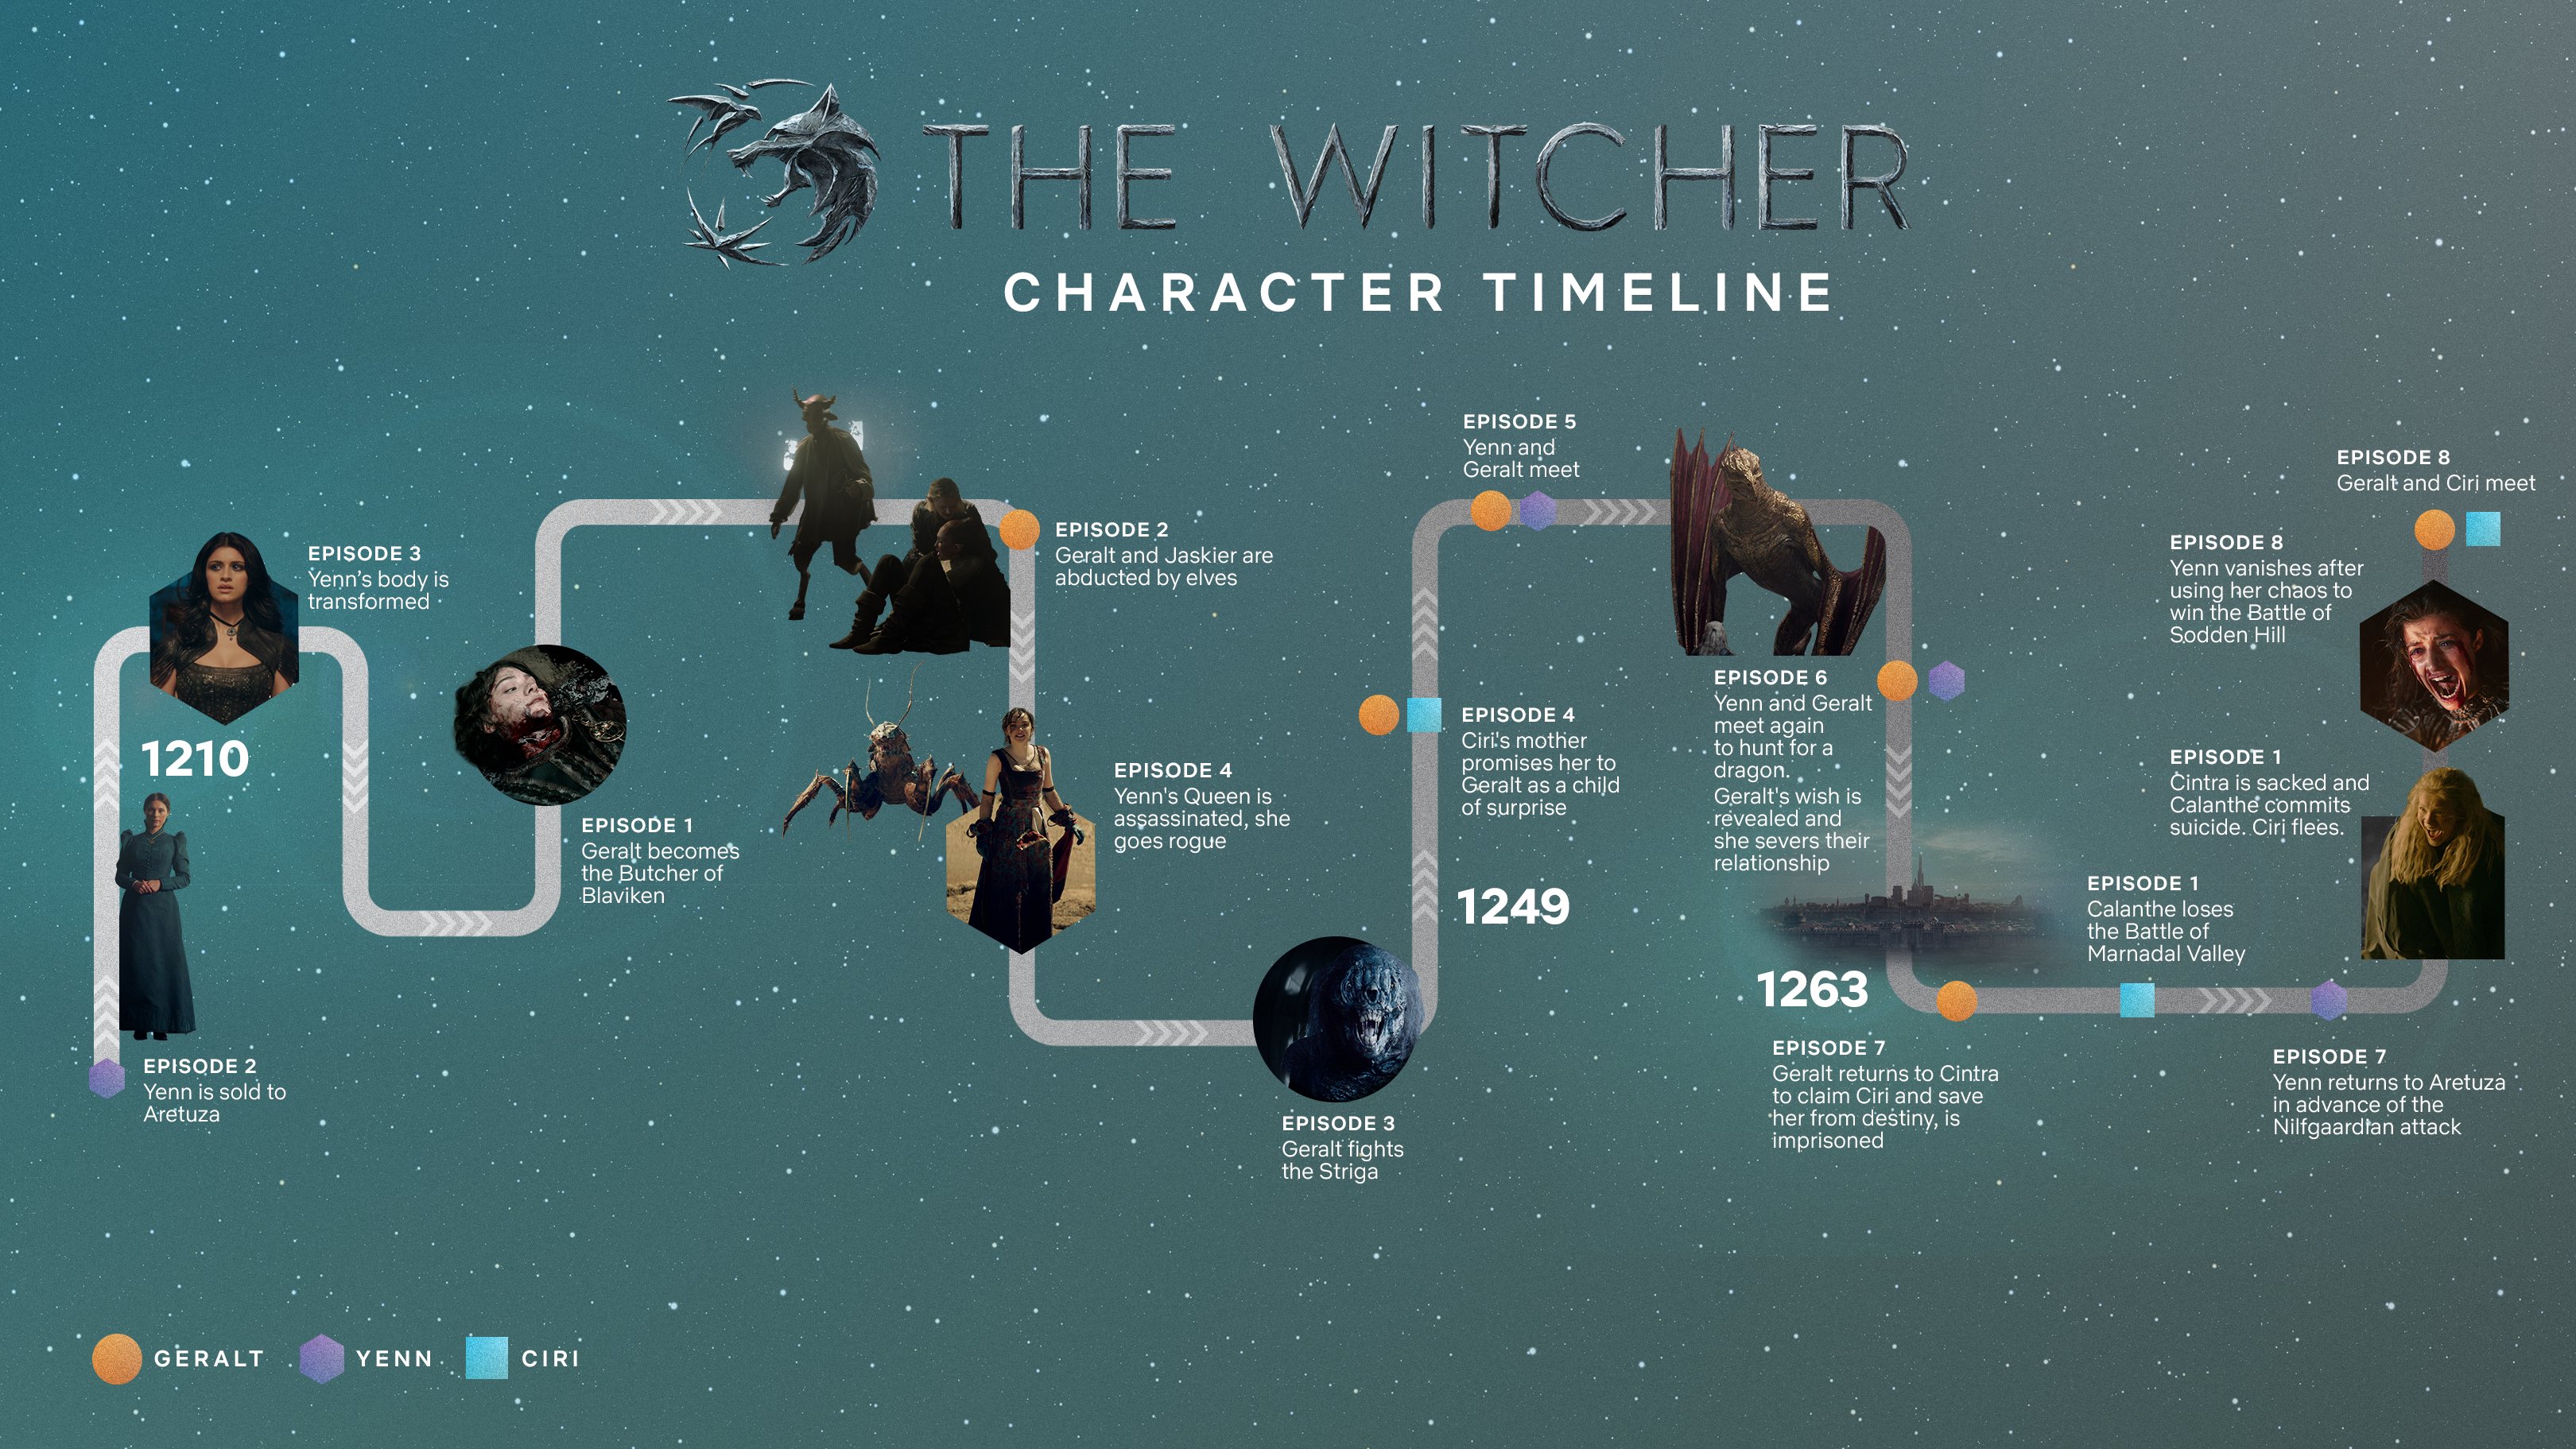 THE WITCHER
CHARACTER TIMELINE
EPISODE 2
Yenn is sold to
Aretuza
1210
EPISODE 3
Yenn's body is
transformed
EPISODE 1
Geralt becomes
the Butcher of
Blaviken
EPISODE 2
Geralt and Jaskier are
abducted by elves
EPISODE 4
Yenn's Queen is
assassinated, she
goes rogue
EPISODE 3
Geralt fights
the Striga
1249
EPISODE 4
Ciri's mother
promises her to
Geralt as a child
of surprise
EPISODE 5
Yenn and
Geralt meet
EPISODE 6
Yenn and Geralt
meet again
to hunt for a
dragon.
Geralt's wish is
revealed and
she severs their
relationship
1263
EPISODE 7
Geralt returns to Cintra
to claim Ciri and save
her from destiny, is
imprisoned
EPISODE 1
Calanthe loses
the Battle of
Marnadal Valley
EPISODE 7
Yenn returns to Aretuza
in advance of the
Nilfgaardian attack
EPISODE 1
Cintra is sacked and
Calanthe commits
suicide. Ciri flees.
EPISODE 8
Yenn vanishes after
using her chaos to
win the Battle of
Sodden Hill
EPISODE 8
Geralt and Ciri meet
GERALT
YENN
CIRI